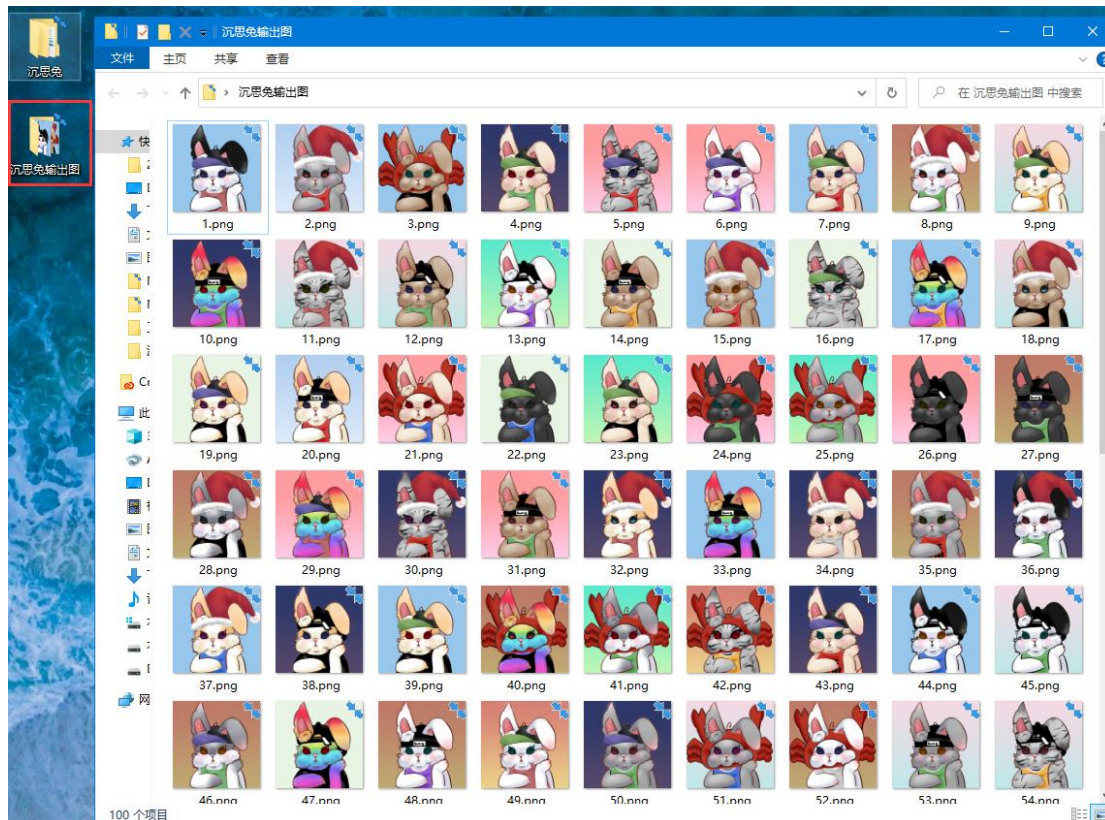 沉思兔
沉思兔输出图
沉思兔输出图
文件 主页 共享 查看
沉思兔输出图
在 沉思兔输出图 中搜索
快
Cr
此
网
1.png 2.png 3.png 4.png 5.png 6.png 7.png 8.png 9.png
10.png 11.png 12.png 13.png 14.png 15.png 16.png 17.png 18.png
19.png 20.png 21.png 22.png 23.png 24.png 25.png 26.png 27.png
28.png 29.png 30.png 31.png 32.png 33.png 34.png 35.png 36.png
37.png 38.png 39.png 40.png 41.png 42.png 43.png 44.png 45.png
46.png 47.png 48.png 49.png 50.png 51.png 52.png 53.png 54.png
100 个项目